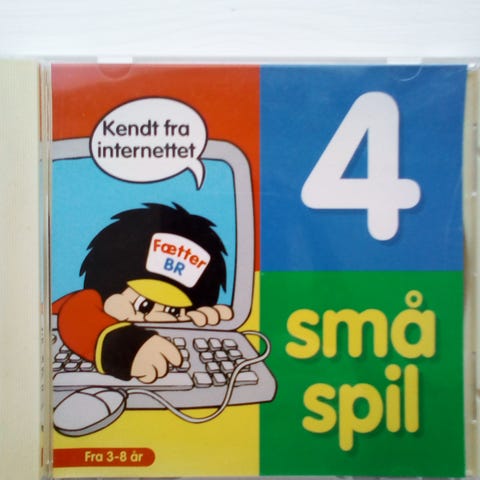 Kendt fra
internettet
Fætter
BR
4
små
spil
Fra 3-8 år